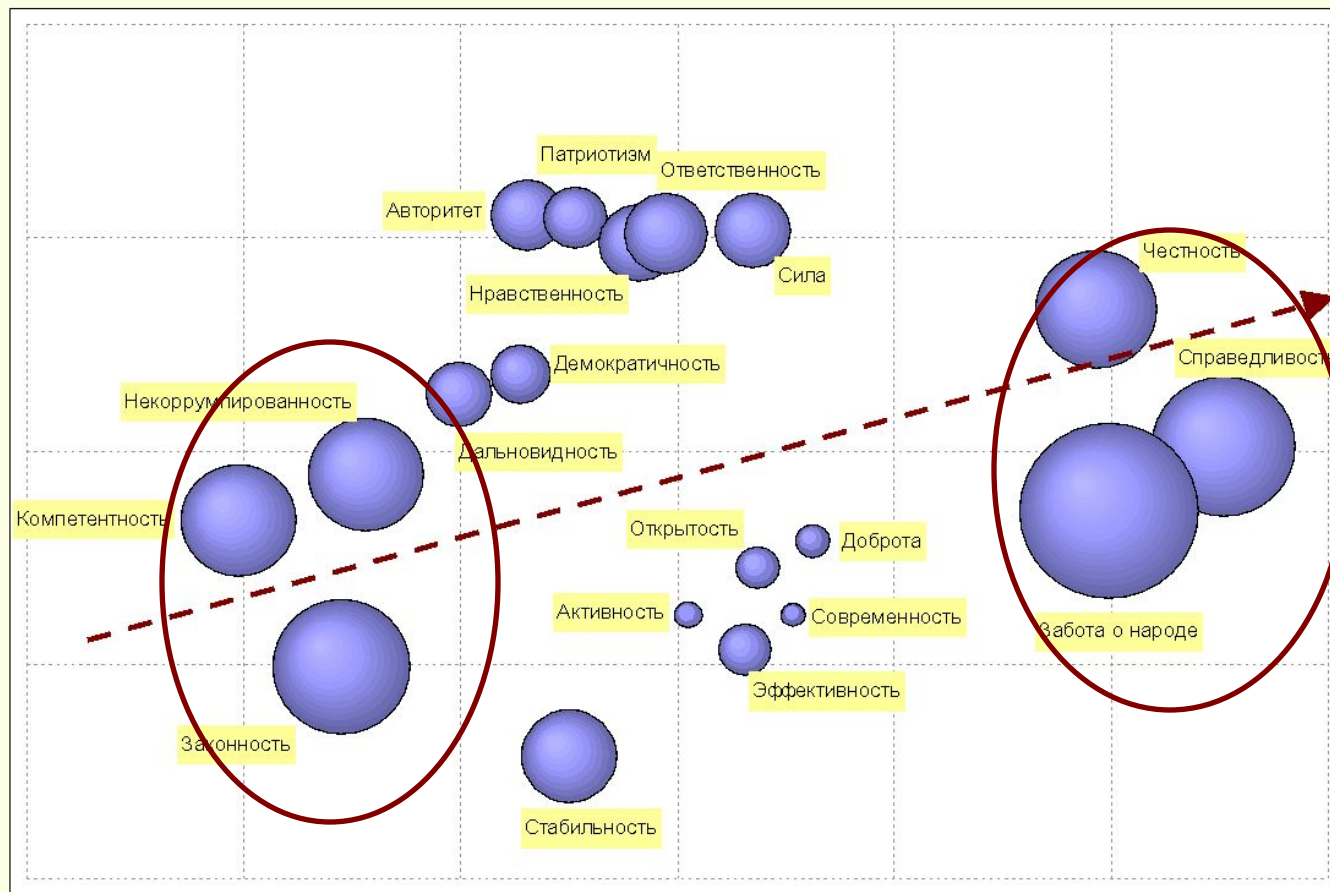 Патриотизм
Ответственность
Авторитет
Нравственность
Сила
Честность
Справедливость
Демократичность
Некоррумпированность
Дальновидность
Компетентность
Открытость
Доброта
Активность
Современность
Забота о народе
Эффективность
Законность
Стабильность